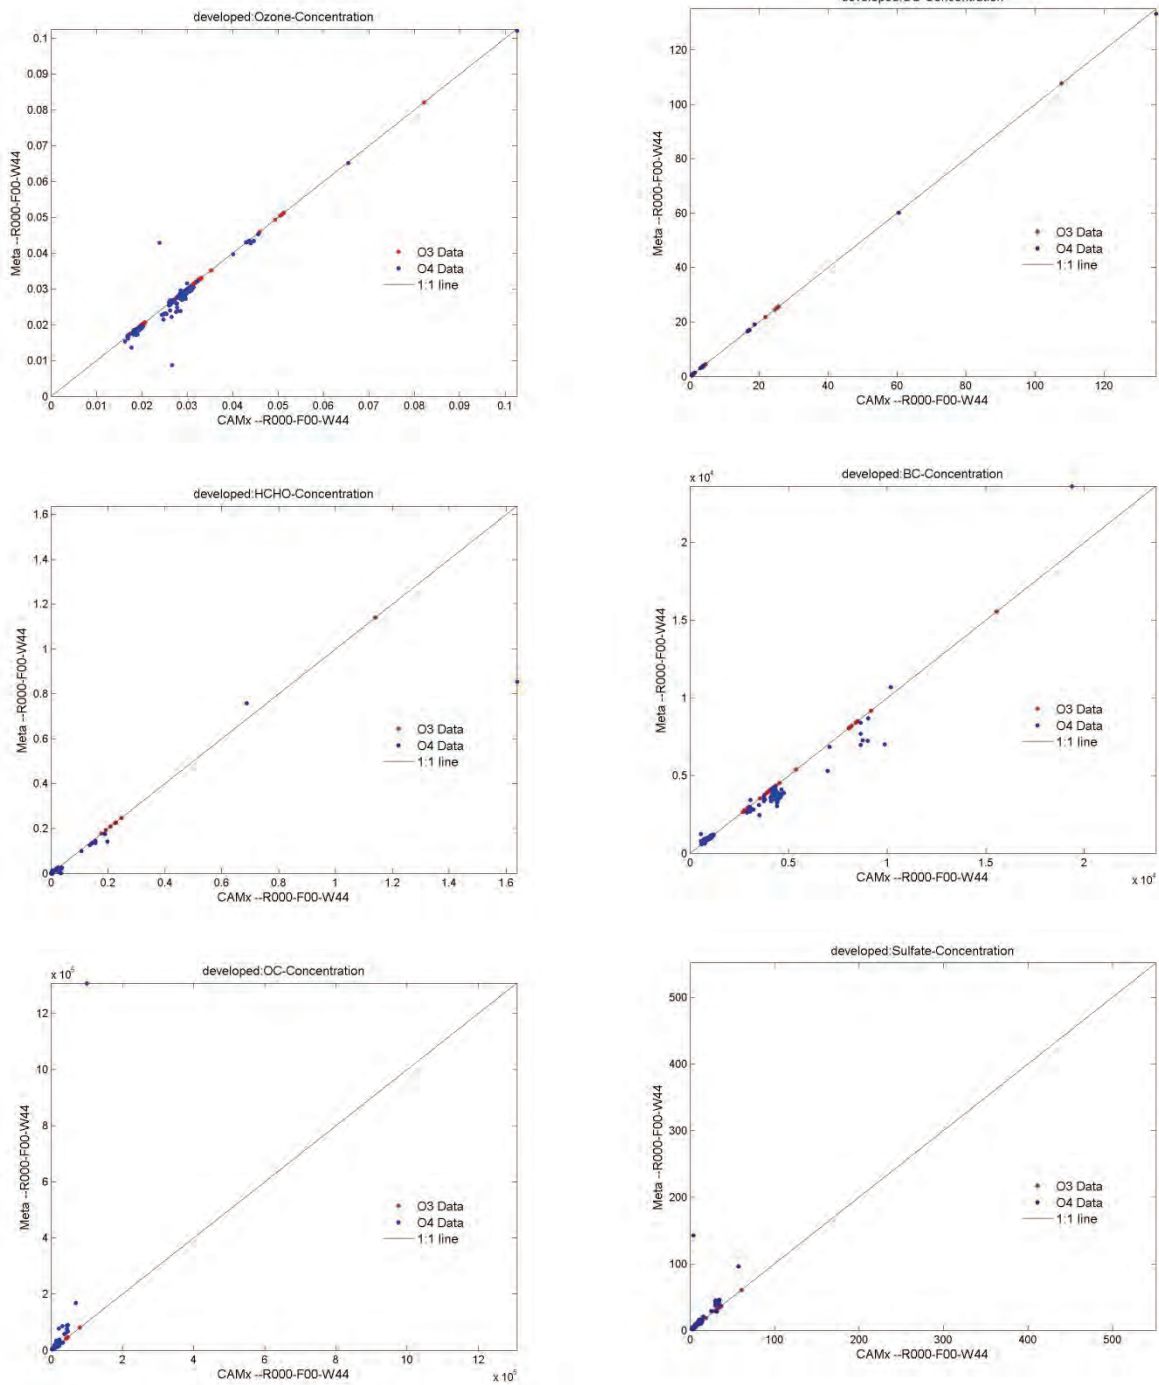 developed:Ozone-Concentration
0.1
0.09
0.08
0.07
0.06
0.05
0.04
0.03
0.02
0.01
0
Meta --R000-F00-W44
O3 Data
O4 Data
1:1 line
0 0.01 0.02 0.03 0.04 0.05 0.06 0.07 0.08 0.09 0.1
CAMx --R000-F00-W44
120
100
80
60
40
20
0
Meta --R000-F00-W44
O3 Data
O4 Data
1:1 line
0 20 40 60 80 100 120
CAMx --R000-F00-W44
developed:HCHO-Concentration
1.6
1.4
1.2
1
0.8
0.6
0.4
0.2
0
Meta --R000-F00-W44
O3 Data
O4 Data
1:1 line
0 0.2 0.4 0.6 0.8 1 1.2 1.4 1.6
CAMx --R000-F00-W44
developed:BC-Concentration
x 10⁴
2
1.5
1
0.5
0
Meta --R000-F00-W44
O3 Data
O4 Data
1:1 line
0 0.5 1 1.5 2
x 10⁴
CAMx --R000-F00-W44
developed:OC-Concentration
12
10
8
6
4
2
0
Meta --R000-F00-W44
O3 Data
O4 Data
1:1 line
0 2 4 6 8 10 12
CAMx --R000-F00-W44
developed:Sulfate-Concentration
500
400
300
200
100
0
Meta --R000-F00-W44
O3 Data
O4 Data
1:1 line
0 100 200 300 400 500
CAMx --R000-F00-W44